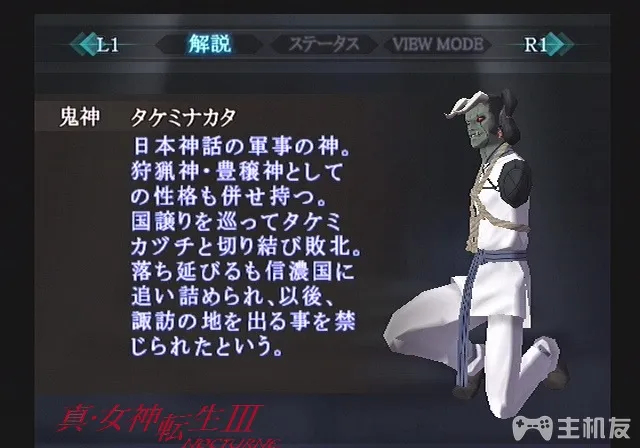 L1 解説 ステータス VIEW MODE R1
鬼神 タケミナカタ
日本神話の軍事の神。
狩猟神・豊穣神として
の性格も併せ持つ。
国譲りを巡ってタケミ
カヅチと切り結び敗北。
落ち延びるも信濃国に
追い詰められ、以後、
諏訪の地を出る事を禁
じられたという。
真・女神転生III
NOCTURNE
主机友